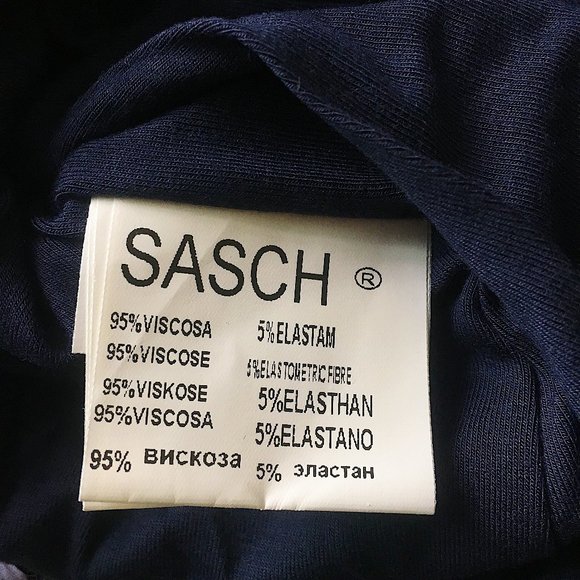 SASCH ®
95%VISCOSA 5%ELASTAM
95%VISCOSE 5%ELASTOMETRIC FIBRE
95%VISKOSE 5%ELASTHAN
95%VISCOSA 5%ELASTANO
95% вискоза 5% эластан